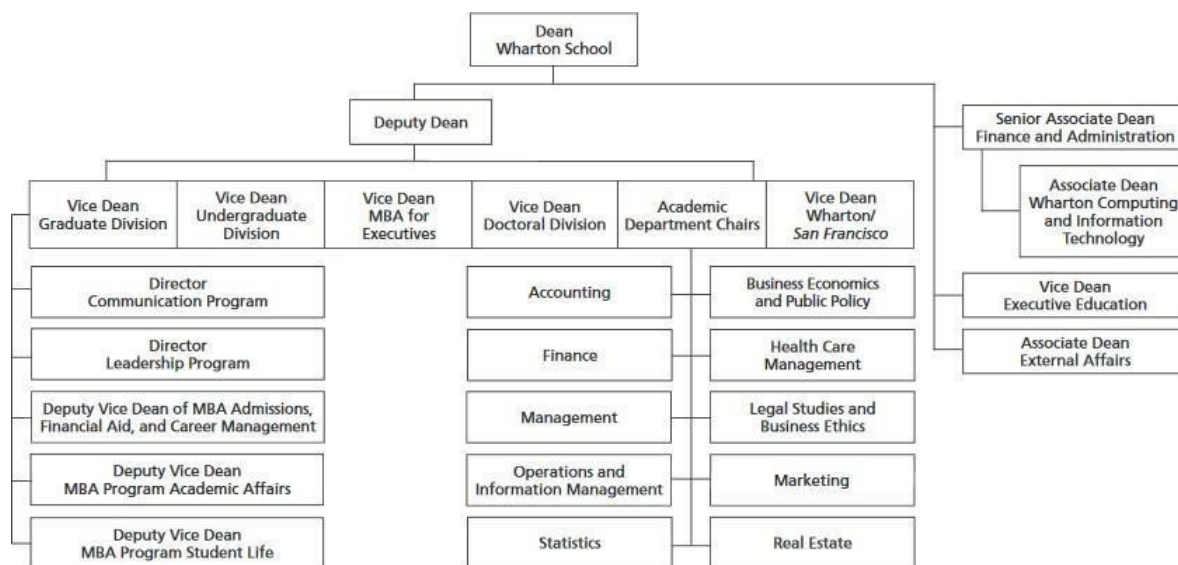 Dean
Wharton School
Deputy Dean
Senior Associate Dean
Finance and Administration
Associate Dean
Wharton Computing
and Information
Technology
Vice Dean
Executive Education
Associate Dean
External Affairs
Vice Dean
Graduate Division
Vice Dean
Undergraduate
Division
Vice Dean
MBA for
Executives
Vice Dean
Doctoral Division
Academic
Department Chairs
Vice Dean
Wharton/
San Francisco
Director
Communication Program
Director
Leadership Program
Deputy Vice Dean of MBA Admissions,
Financial Aid, and Career Management
Deputy Vice Dean
MBA Program Academic Affairs
Deputy Vice Dean
MBA Program Student Life
Accounting
Business Economics
and Public Policy
Finance
Health Care
Management
Management
Legal Studies and
Business Ethics
Operations and
Information Management
Marketing
Statistics
Real Estate